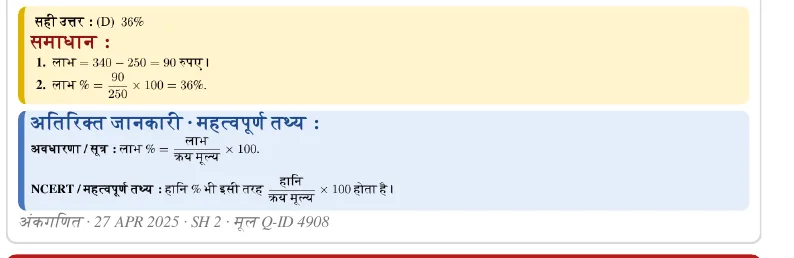 सही उत्तर : (D) 36%
समाधान :
1. लाभ = 340 − 250 = 90 रुपए।
2. लाभ % = 90/250 × 100 = 36%.
अतिरिक्त जानकारी · महत्वपूर्ण तथ्य :
अवधारणा / सूत्र : लाभ % = लाभ/क्रय मूल्य × 100.
NCERT / महत्वपूर्ण तथ्य : हानि % भी इसी तरह हानि/क्रय मूल्य × 100 होता है।
अंकगणित · 27 APR 2025 · SH 2 · मूल Q-ID 4908